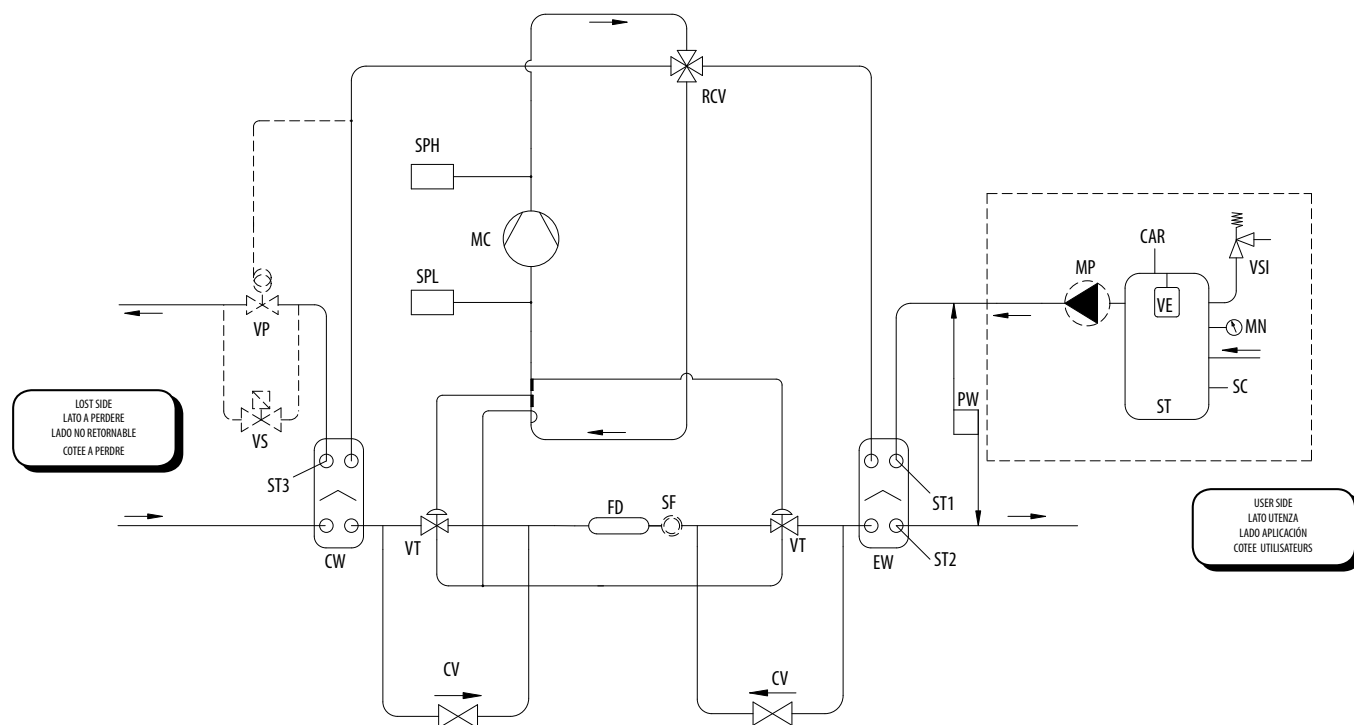 RCV
SPH
MC
SPL
CAR
VSI
MP
VE
MN
VP
PW
SC
ST
LOST SIDE
LATO A PERDERE
LADO NO RETORNABLE
COTEE A PERDRE
VS
ST3
FD
SF
ST1
VT
VT
CW
EW
ST2
USER SIDE
LATO UTENZA
LADO APLICACIÓN
COTEE UTILISATEURS
CV
CV